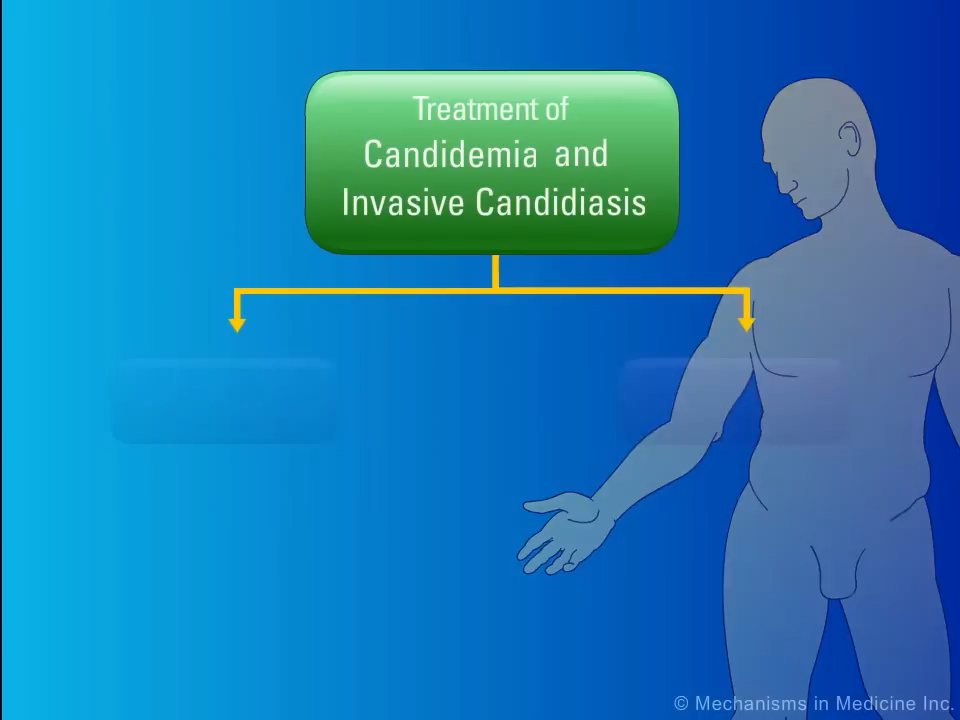 Treatment of
Candidemia and
Invasive Candidiasis
© Mechanisms in Medicine Inc.